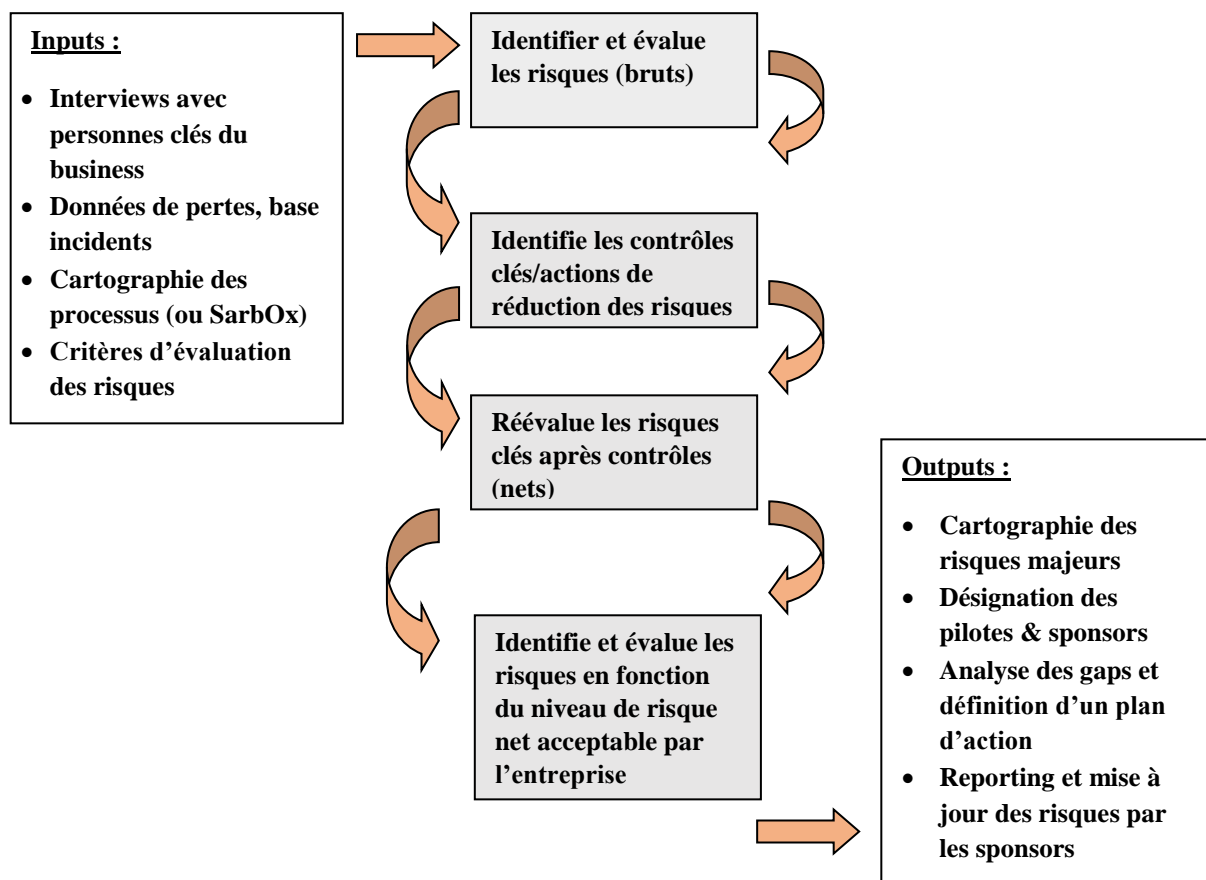 Inputs :
• Interviews avec
personnes clés du
business
• Données de pertes, base
incidents
• Cartographie des
processus (ou SarbOx)
• Critères d’évaluation
des risques
Identifier et évalue
les risques (bruts)
Identifie les contrôles
clés/actions de
réduction des risques
Réévalue les risques
clés après contrôles
(nets)
Identifie et évalue les
risques en fonction
du niveau de risque
net acceptable par
l’entreprise
Outputs :
• Cartographie des
risques majeurs
• Désignation des
pilotes & sponsors
• Analyse des gaps et
définition d’un plan
d’action
• Reporting et mise à
jour des risques par
les sponsors